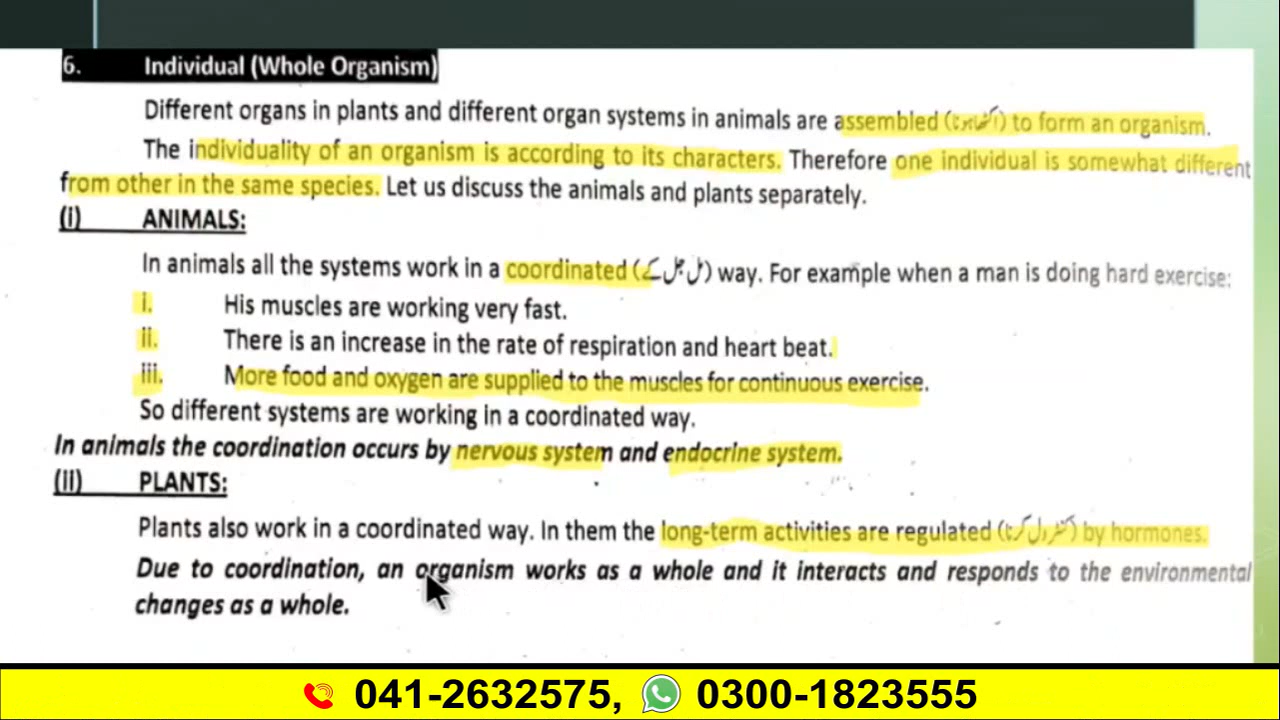 6. Individual (Whole Organism)
Different organs in plants and different organ systems in animals are assembled (اکٹھا ہونا) to form an organism.
The individuality of an organism is according to its characters. Therefore one individual is somewhat different
from other in the same species. Let us discuss the animals and plants separately.
(i) ANIMALS:
In animals all the systems work in a coordinated (مل جل کے) way. For example when a man is doing hard exercise:
i. His muscles are working very fast.
ii. There is an increase in the rate of respiration and heart beat.
iii. More food and oxygen are supplied to the muscles for continuous exercise.
So different systems are working in a coordinated way.
In animals the coordination occurs by nervous system and endocrine system.
(ii) PLANTS:
Plants also work in a coordinated way. In them the long-term activities are regulated (کنٹرول کرنا) by hormones.
Due to coordination, an organism works as a whole and it interacts and responds to the environmental
changes as a whole.
041-2632575, 0300-1823555